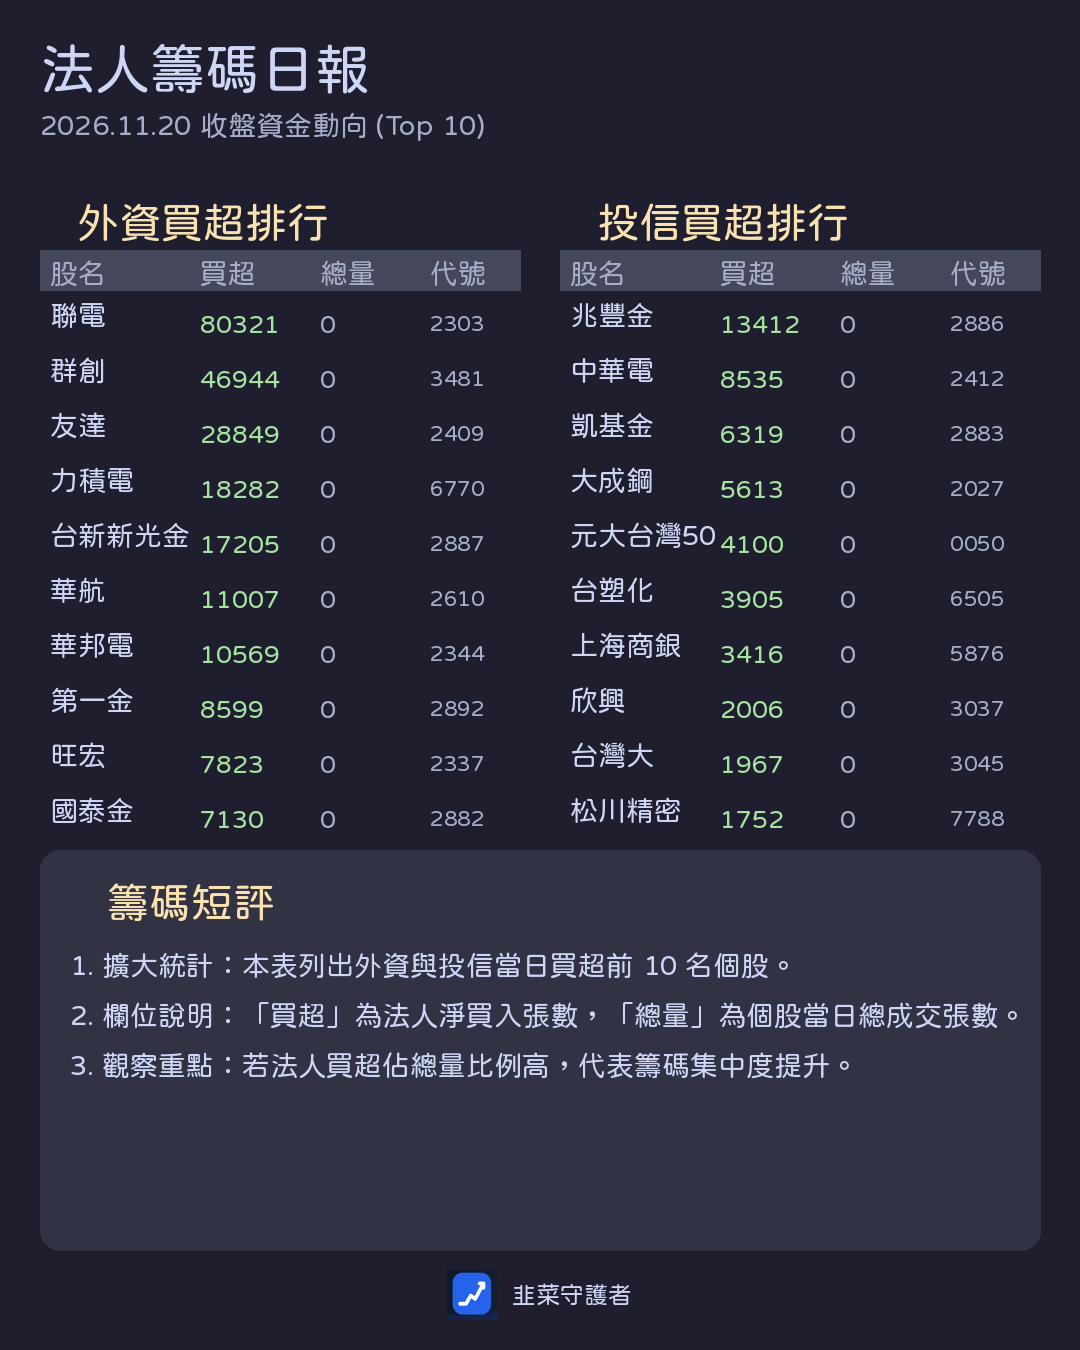 法人籌碼日報
2026.11.20 收盤資金動向 (Top 10)
外資買超排行
股名 買超 總量 代號
聯電 80321 0 2303
群創 46944 0 3481
友達 28849 0 2409
力積電 18282 0 6770
台新新光金 17205 0 2887
華航 11007 0 2610
華邦電 10569 0 2344
第一金 8599 0 2892
旺宏 7823 0 2337
國泰金 7130 0 2882
投信買超排行
股名 買超 總量 代號
兆豐金 13412 0 2886
中華電 8535 0 2412
凱基金 6319 0 2883
大成鋼 5613 0 2027
元大台灣50 4100 0 0050
台塑化 3905 0 6505
上海商銀 3416 0 5876
欣興 2006 0 3037
台灣大 1967 0 3045
松川精密 1752 0 7788
籌碼短評
1. 擴大統計：本表列出外資與投信當日買超前 10 名個股。
2. 欄位說明：「買超」為法人淨買入張數，「總量」為個股當日總成交張數。
3. 觀察重點：若法人買超佔總量比例高，代表籌碼集中度提升。
韭菜守護者